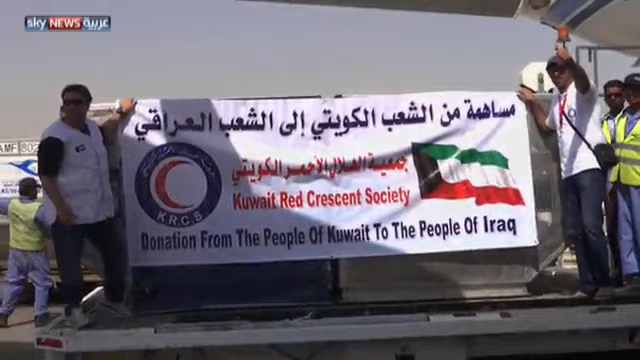 sky NEWS عربية
مساهمة من الشعب الكويتي إلى الشعب العراقي
جمعية الهلال الأحمر الكويتي
Kuwait Red Crescent Society
K.R.C.S
Donation From The People Of Kuwait To The People Of Iraq
sky